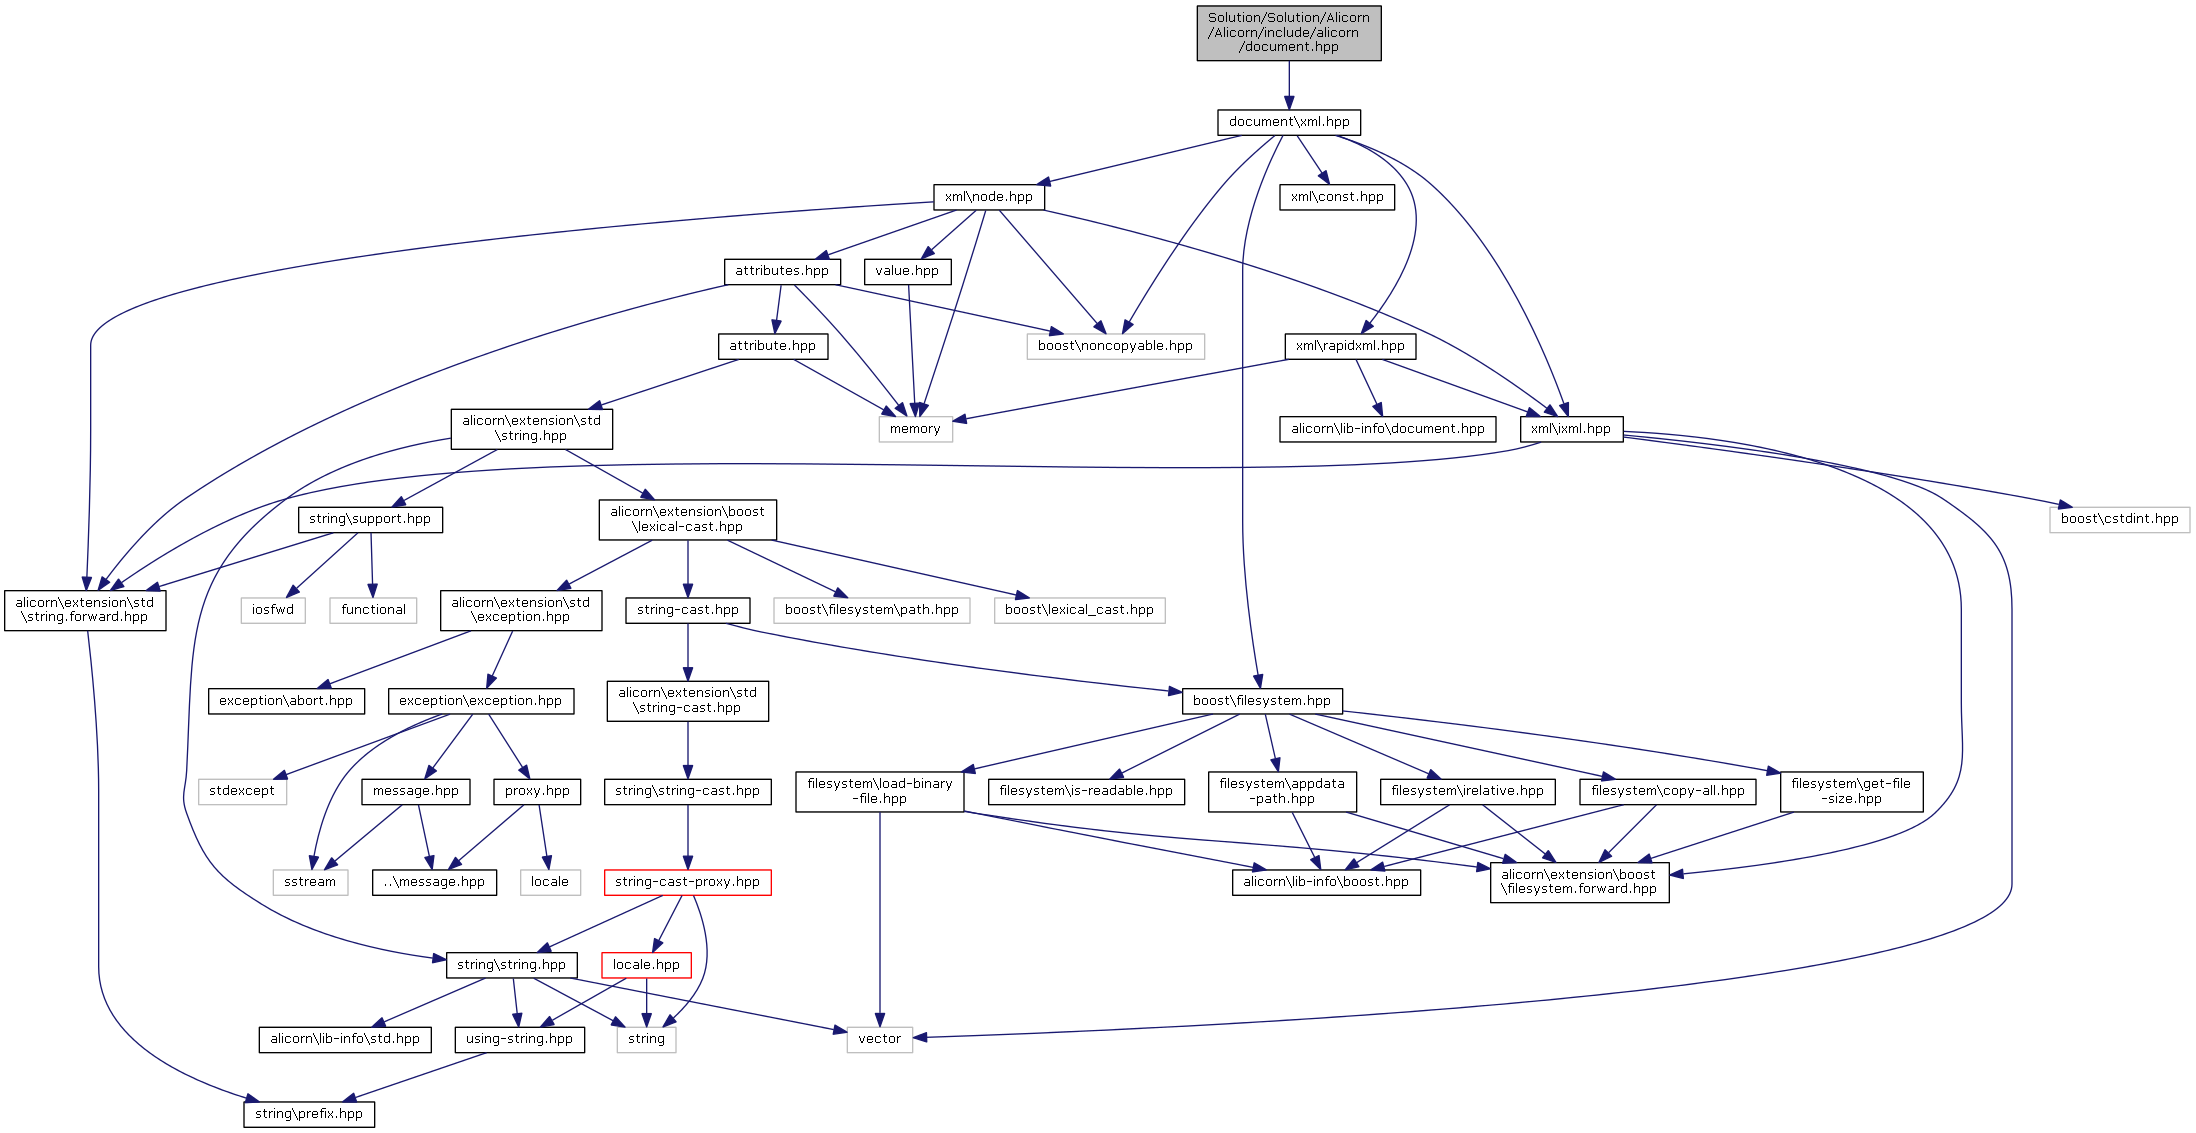 Solution/Solution/Alicorn
/Alicorn/include/alicorn
/document.hpp
document\xml.hpp
xml\node.hpp
xml\const.hpp
attributes.hpp
value.hpp
attribute.hpp
boost\noncopyable.hpp
xml\rapidxml.hpp
alicorn\extension\std
\string.hpp
memory
alicorn\lib-info\document.hpp
xml\ixml.hpp
string\support.hpp
alicorn\extension\boost
\lexical-cast.hpp
boost\cstdint.hpp
alicorn\extension\std
\string.forward.hpp
iosfwd
functional
alicorn\extension\std
\exception.hpp
string-cast.hpp
boost\filesystem\path.hpp
boost\lexical_cast.hpp
exception\abort.hpp
exception\exception.hpp
alicorn\extension\std
\string-cast.hpp
boost\filesystem.hpp
stdexcept
message.hpp
proxy.hpp
string\string-cast.hpp
filesystem\load-binary
-file.hpp
filesystem\is-readable.hpp
filesystem\appdata
-path.hpp
filesystem\irelative.hpp
filesystem\copy-all.hpp
filesystem\get-file
-size.hpp
sstream
..\message.hpp
locale
string-cast-proxy.hpp
alicorn\lib-info\boost.hpp
alicorn\extension\boost
\filesystem.forward.hpp
string\string.hpp
locale.hpp
alicorn\lib-info\std.hpp
using-string.hpp
string
vector
string\prefix.hpp